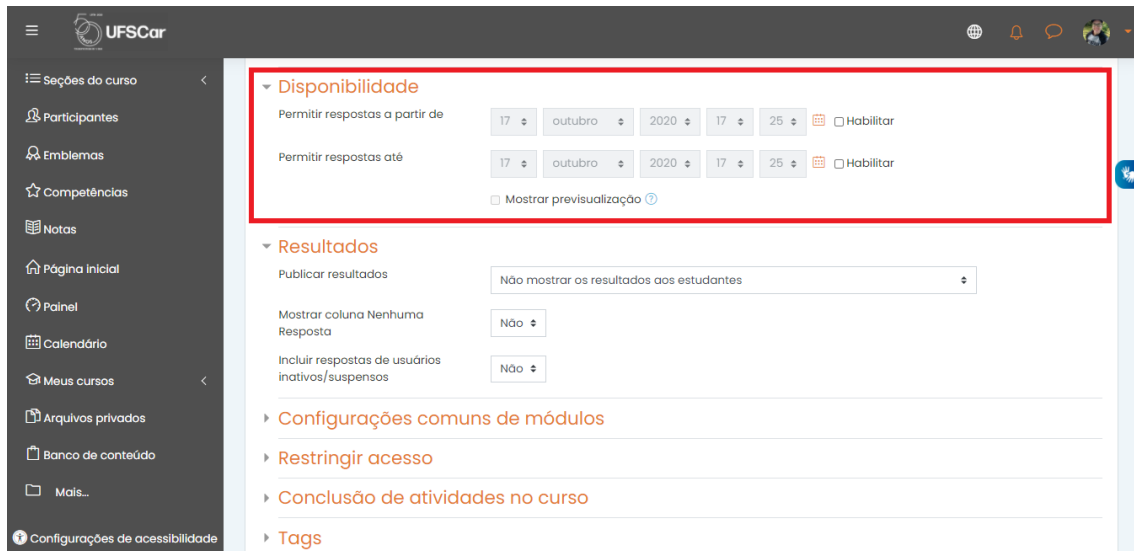 UFSCar
Seções do curso
Participantes
Emblemas
Competências
Notas
Página inicial
Painel
Calendário
Meus cursos
Arquivos privados
Banco de conteúdo
Mais...
Configurações de acessibilidade
Disponibilidade
Permitir respostas a partir de 17 outubro 2020 17 25 Habilitar
Permitir respostas até 17 outubro 2020 17 25 Habilitar
Mostrar previsualização
Resultados
Publicar resultados Não mostrar os resultados aos estudantes
Mostrar coluna Nenhuma
Resposta Não
Incluir respostas de usuários
inativos/suspensos Não
Configurações comuns de módulos
Restringir acesso
Conclusão de atividades no curso
Tags